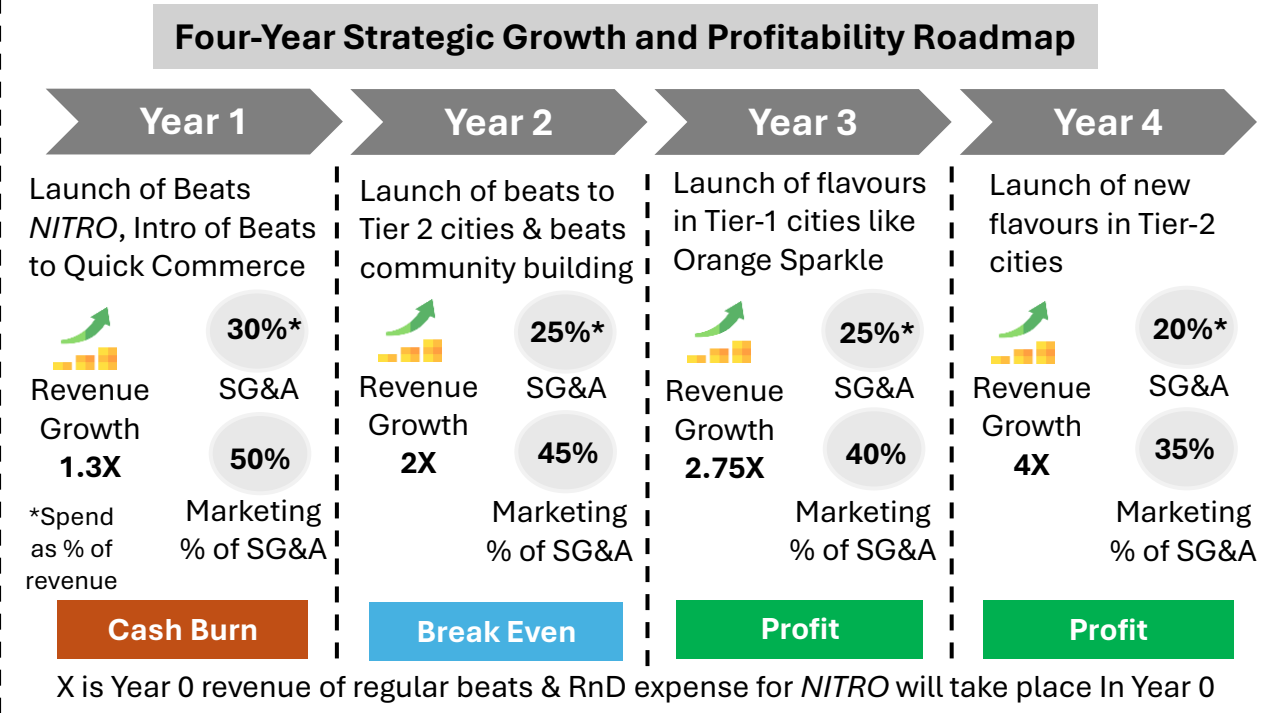 Four-Year Strategic Growth and Profitability Roadmap
Year 1
Launch of Beats
NITRO, Intro of Beats
to Quick Commerce
30%*
SG&A
Revenue
Growth
1.3X
50%
Marketing
% of SG&A
*Spend
as % of
revenue
Cash Burn
Year 2
Launch of beats to
Tier 2 cities & beats
community building
25%*
SG&A
Revenue
Growth
2X
45%
Marketing
% of SG&A
Break Even
Year 3
Launch of flavours
in Tier-1 cities like
Orange Sparkle
25%*
SG&A
Revenue
Growth
2.75X
40%
Marketing
% of SG&A
Profit
Year 4
Launch of new
flavours in Tier-2
cities
20%*
SG&A
Revenue
Growth
4X
35%
Marketing
% of SG&A
Profit
X is Year 0 revenue of regular beats & RnD expense for NITRO will take place In Year 0